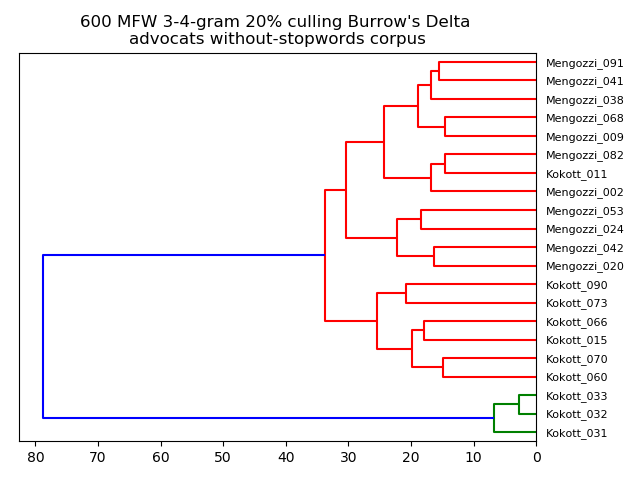 600 MFW 3-4-gram 20% culling Burrow's Delta
advocats without-stopwords corpus
Mengozzi_091
Mengozzi_041
Mengozzi_038
Mengozzi_068
Mengozzi_009
Mengozzi_082
Kokott_011
Mengozzi_002
Mengozzi_053
Mengozzi_024
Mengozzi_042
Mengozzi_020
Kokott_090
Kokott_073
Kokott_066
Kokott_015
Kokott_070
Kokott_060
Kokott_033
Kokott_032
Kokott_031
80 70 60 50 40 30 20 10 0